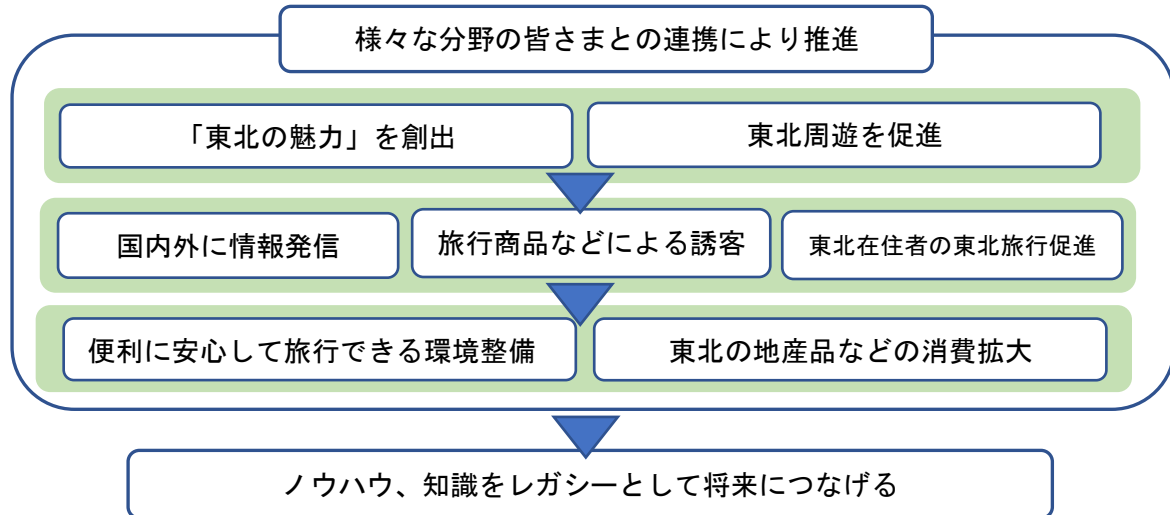 様々な分野の皆さまとの連携により推進
「東北の魅力」を創出
東北周遊を促進
国内外に情報発信
旅行商品などによる誘客
東北在住者の東北旅行促進
便利に安心して旅行できる環境整備
東北の地産品などの消費拡大
ノウハウ、知識をレガシーとして将来につなげる